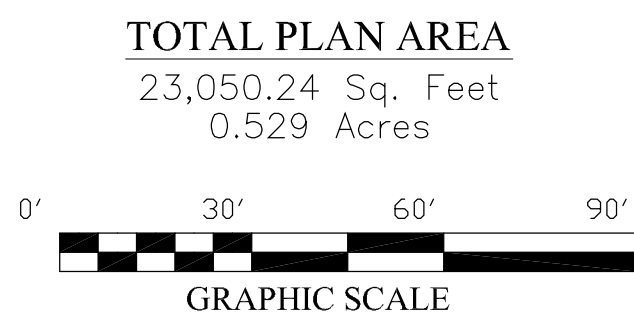 TOTAL PLAN AREA
23,050.24 Sq. Feet
0.529 Acres
0' 30' 60' 90'
GRAPHIC SCALE